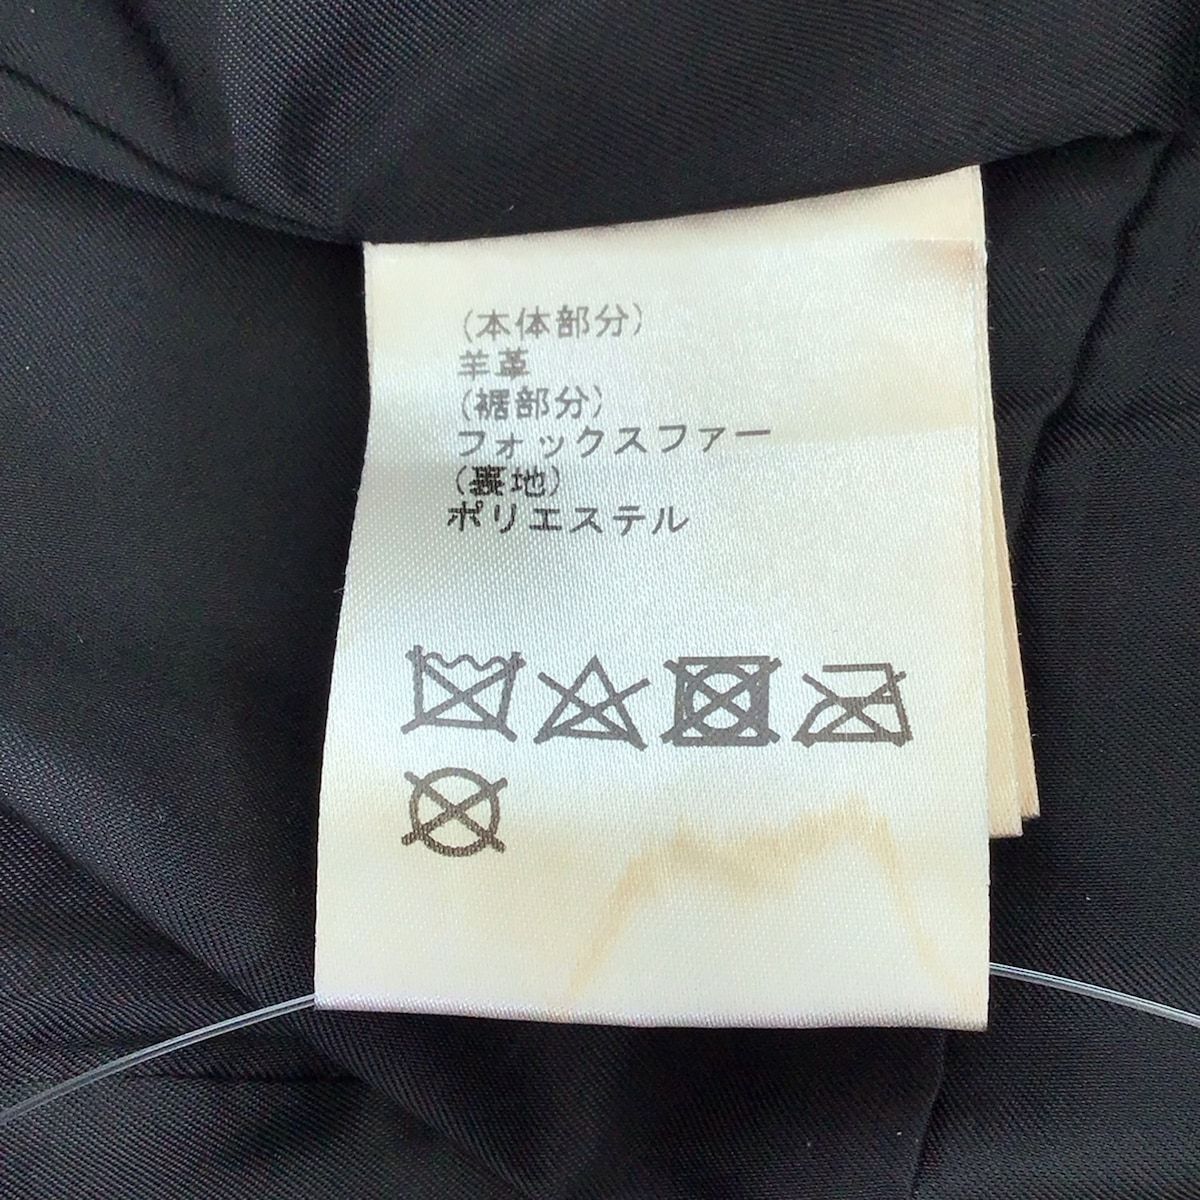 (本体部分)
羊革
(裾部分)
フォックスファー
(裏地)
ポリエステル